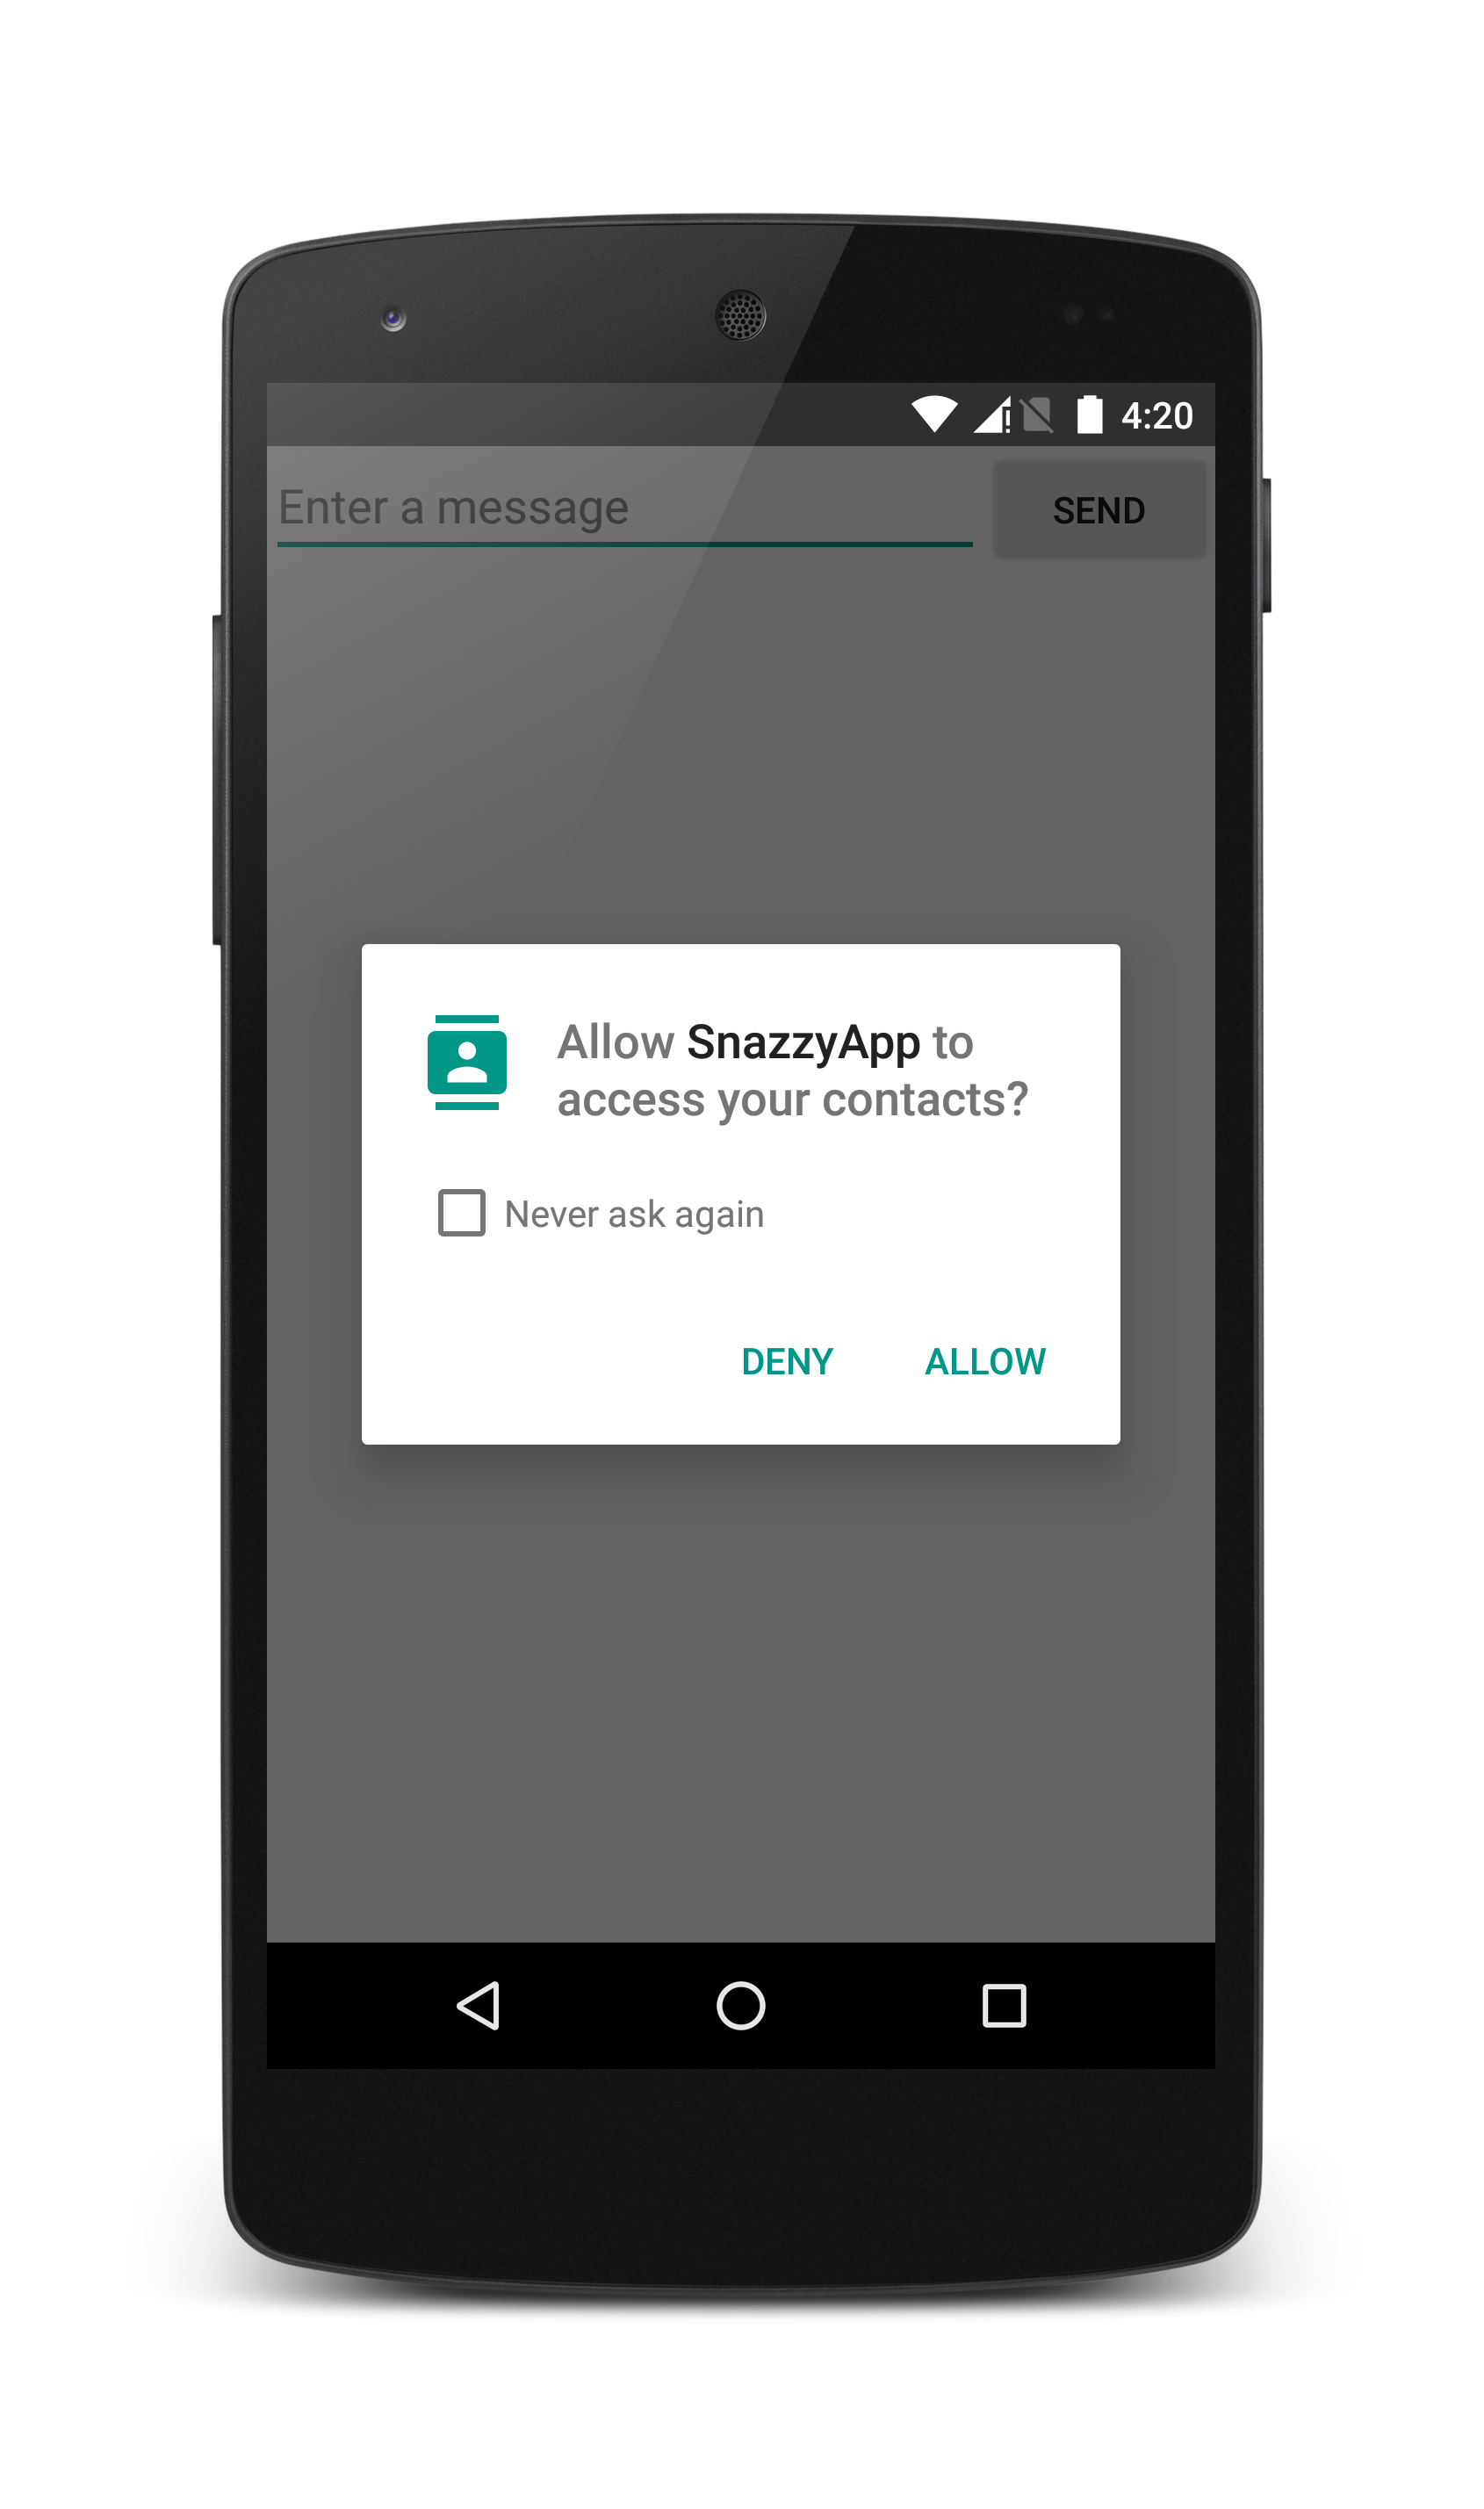 4:20
Enter a message
SEND
Allow SnazzyApp to
access your contacts?
Never ask again
DENY
ALLOW